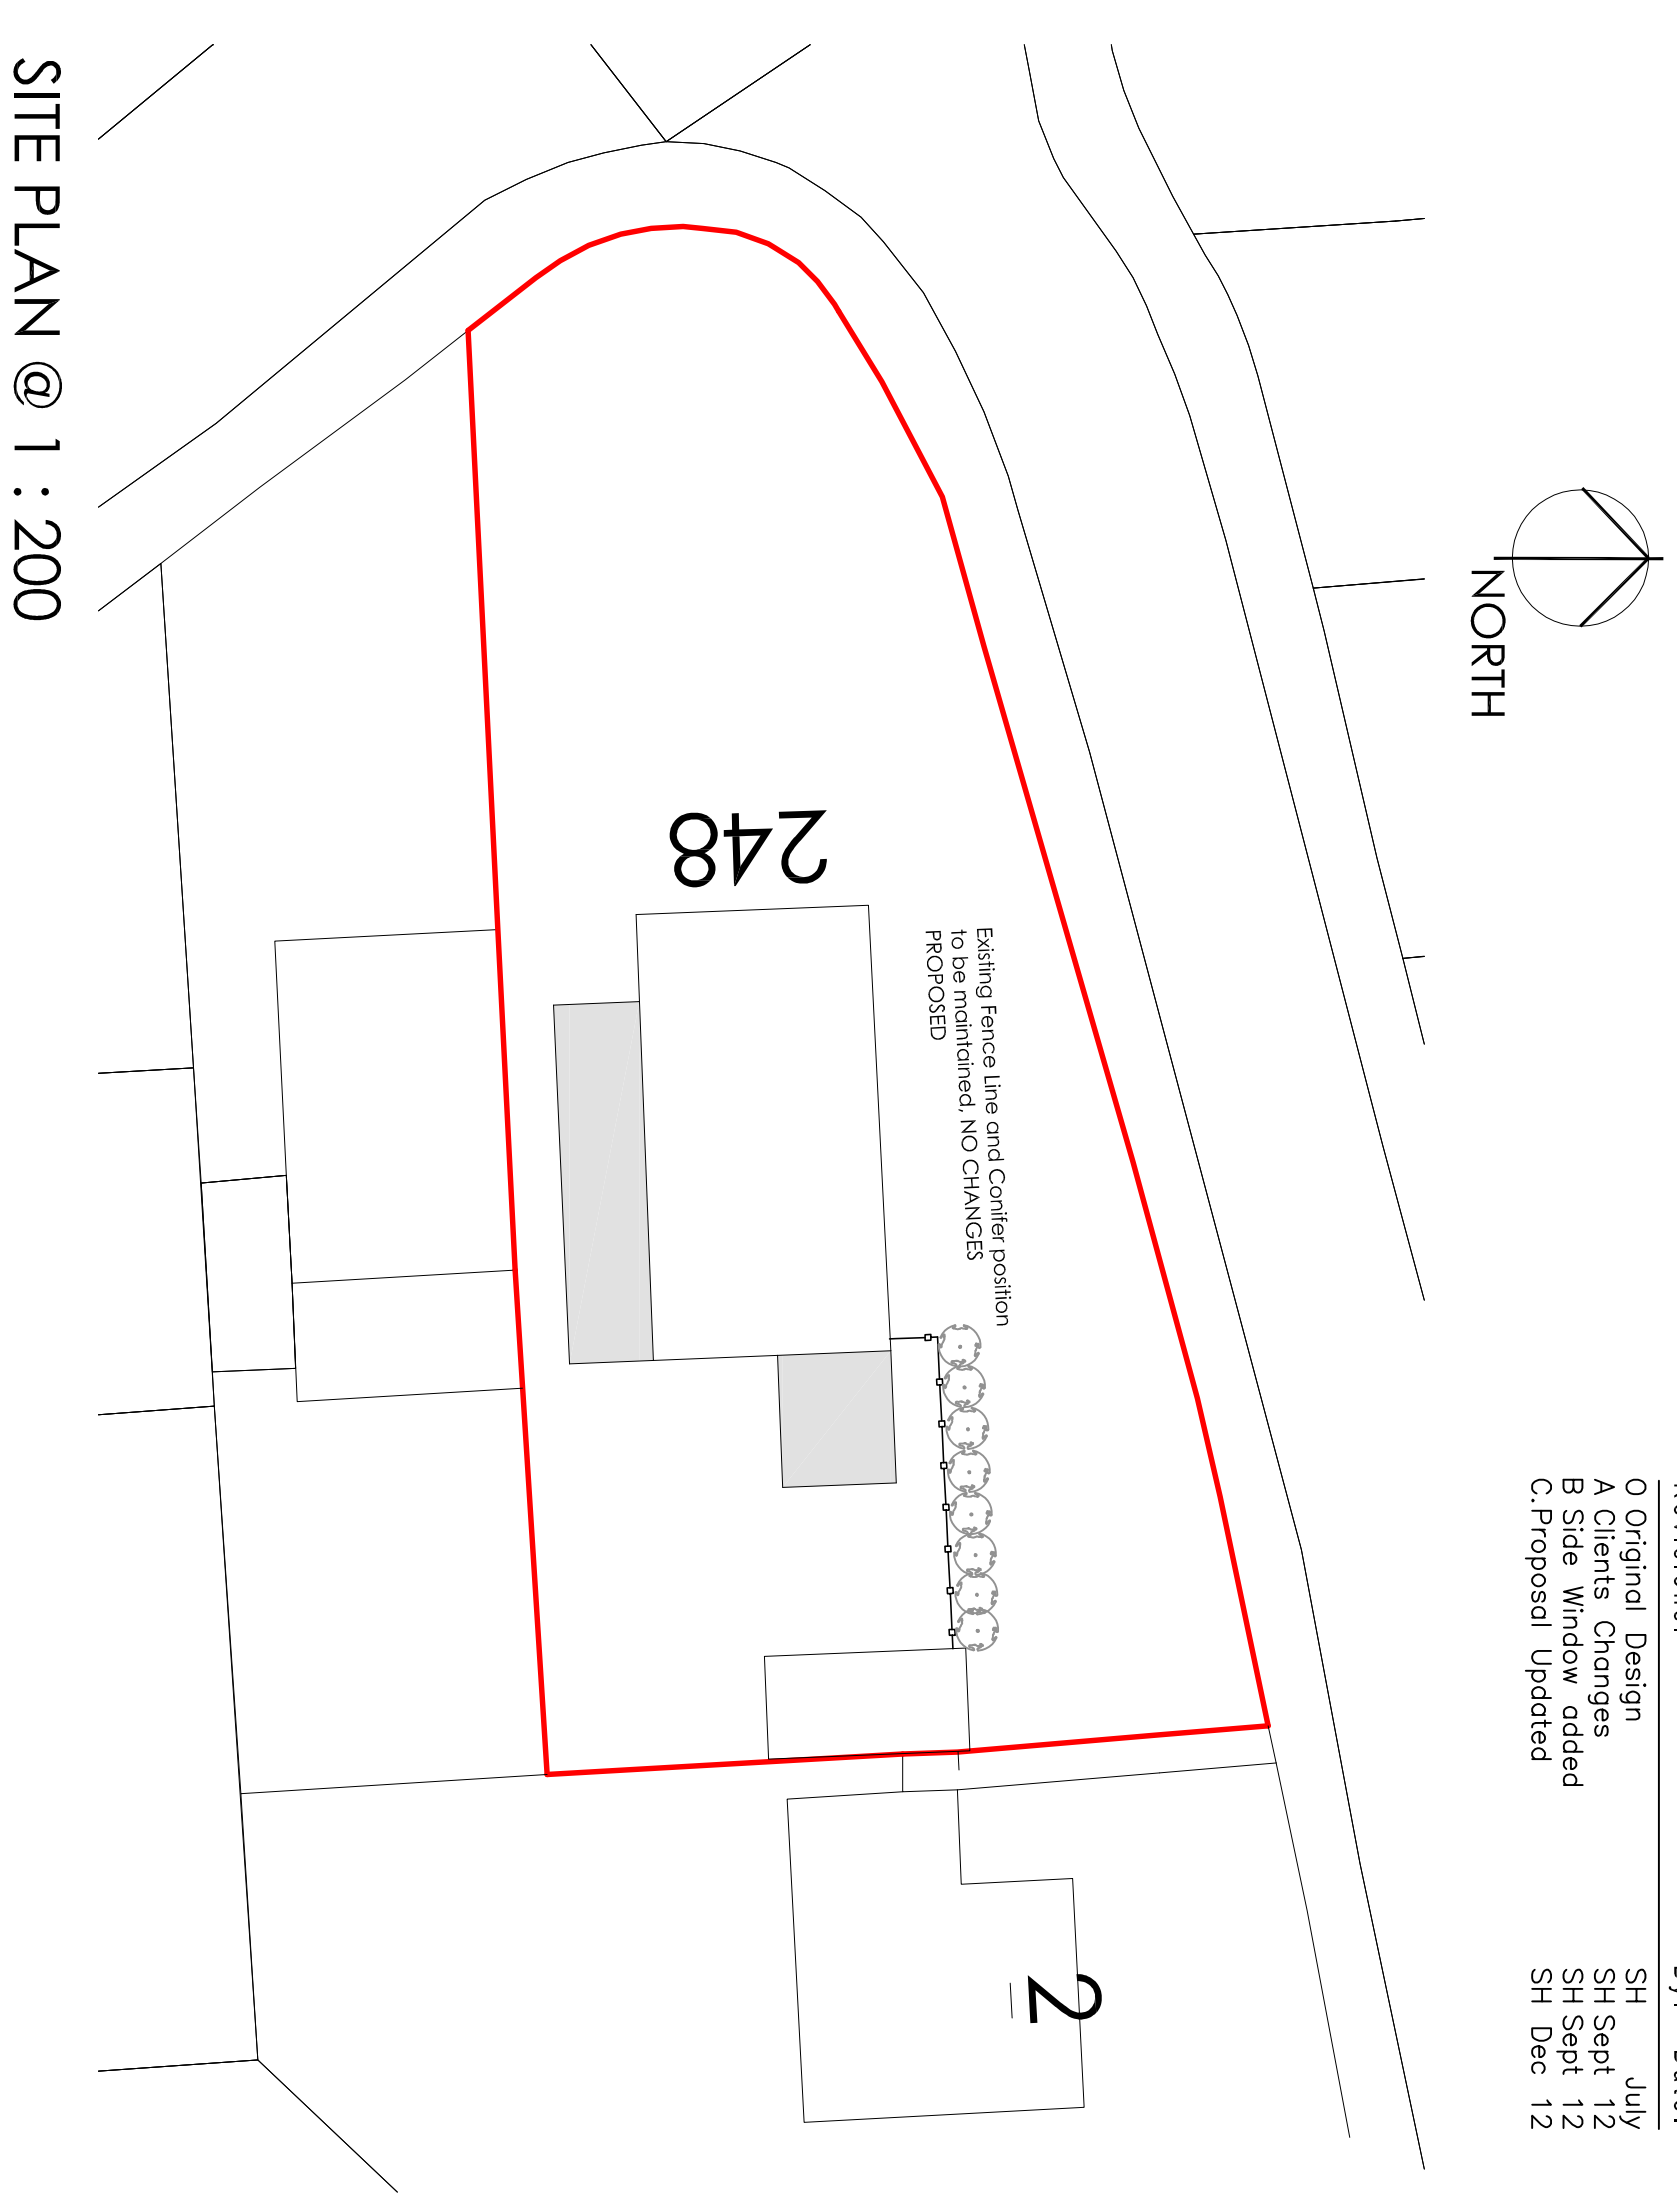 NORTH
O Original Design SH July
A Clients Changes SH Sept 12
B Side Window added SH Sept 12
C.Proposal Updated SH Dec 12
Existing Fence Line and Conifer position
to be maintained, NO CHANGES
PROPOSED
248
2
SITE PLAN @ 1 : 200